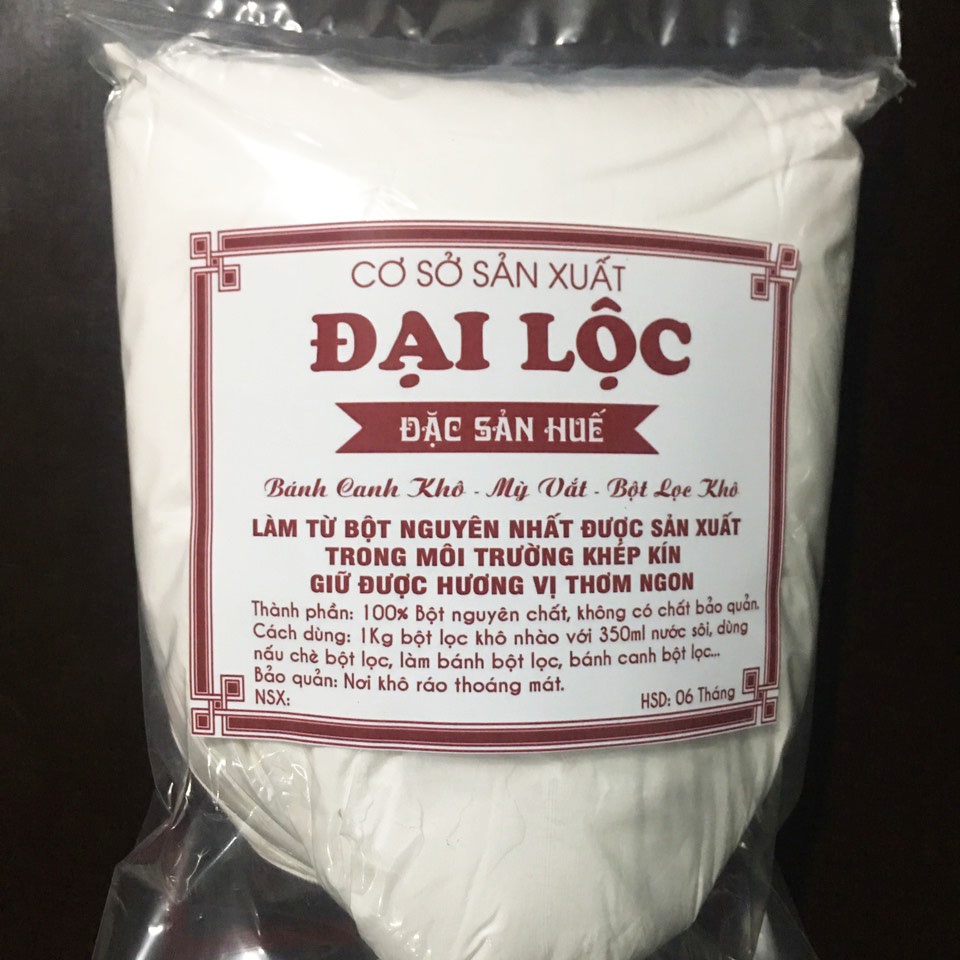 CƠ SỞ SẢN XUẤT
ĐẠI LỘC
ĐẶC SẢN HUẾ
Bánh Canh Khô - Mỳ Vắt - Bột Lọc Khô
LÀM TỪ BỘT NGUYÊN NHẤT ĐƯỢC SẢN XUẤT
TRONG MÔI TRƯỜNG KHÉP KÍN
GIỮ ĐƯỢC HƯƠNG VỊ THƠM NGON
Thành phần: 100% Bột nguyên chất, không có chất bảo quản.
Cách dùng: 1Kg bột lọc khô nhào với 350ml nước sôi, dùng
nấu chè bột lọc, làm bánh bột lọc, bánh canh bột lọc...
Bảo quản: Nơi khô ráo thoáng mát.
NSX: HSD: 06 Tháng